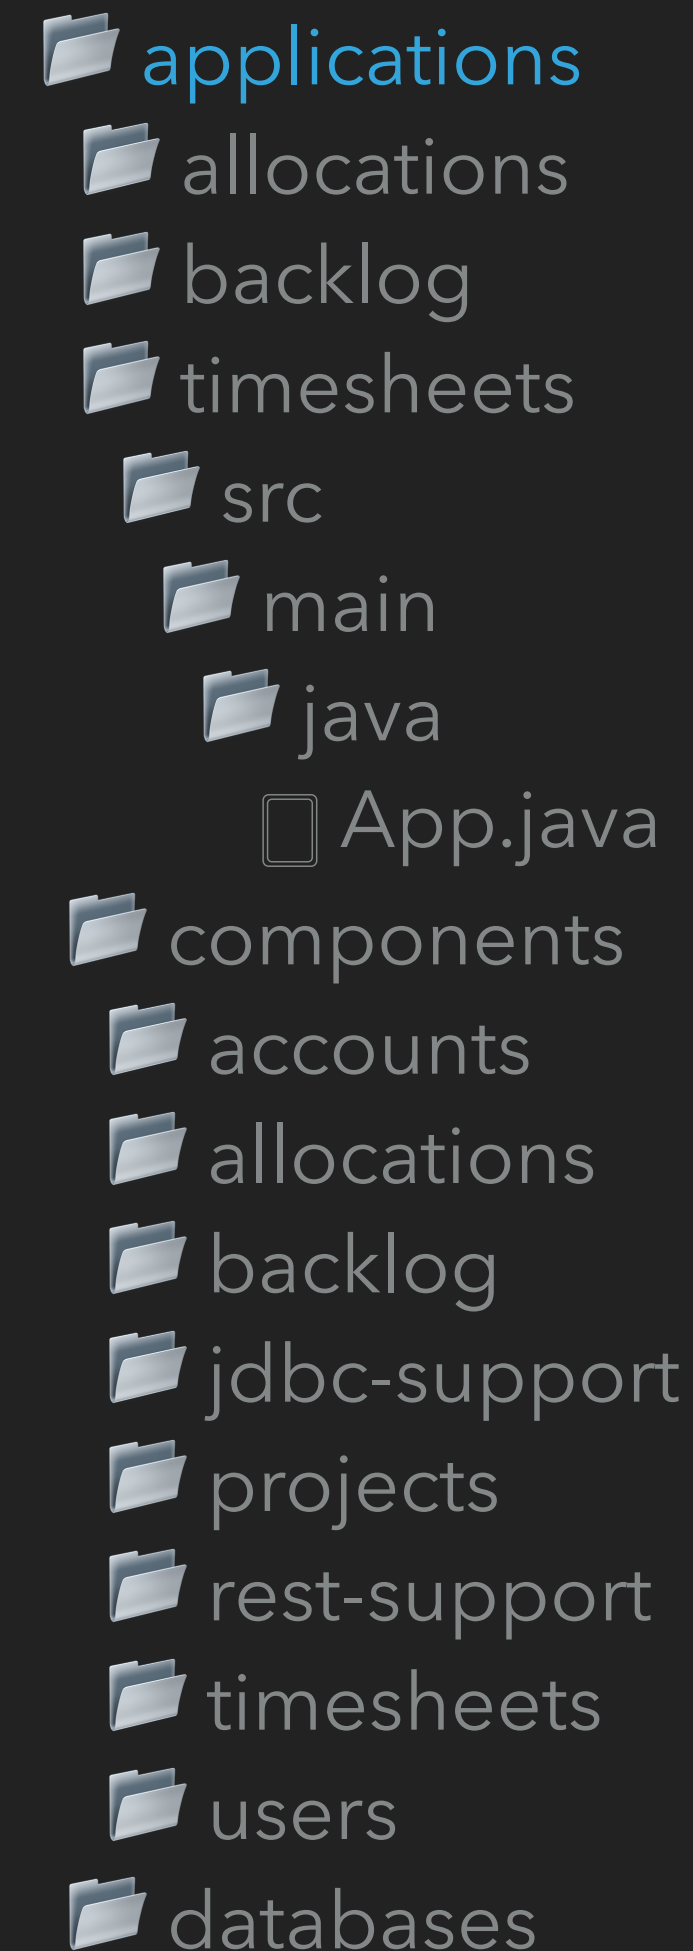 applications
allocations
backlog
timesheets
src
main
java
App.java
components
accounts
allocations
backlog
jdbc-support
projects
rest-support
timesheets
users
databases